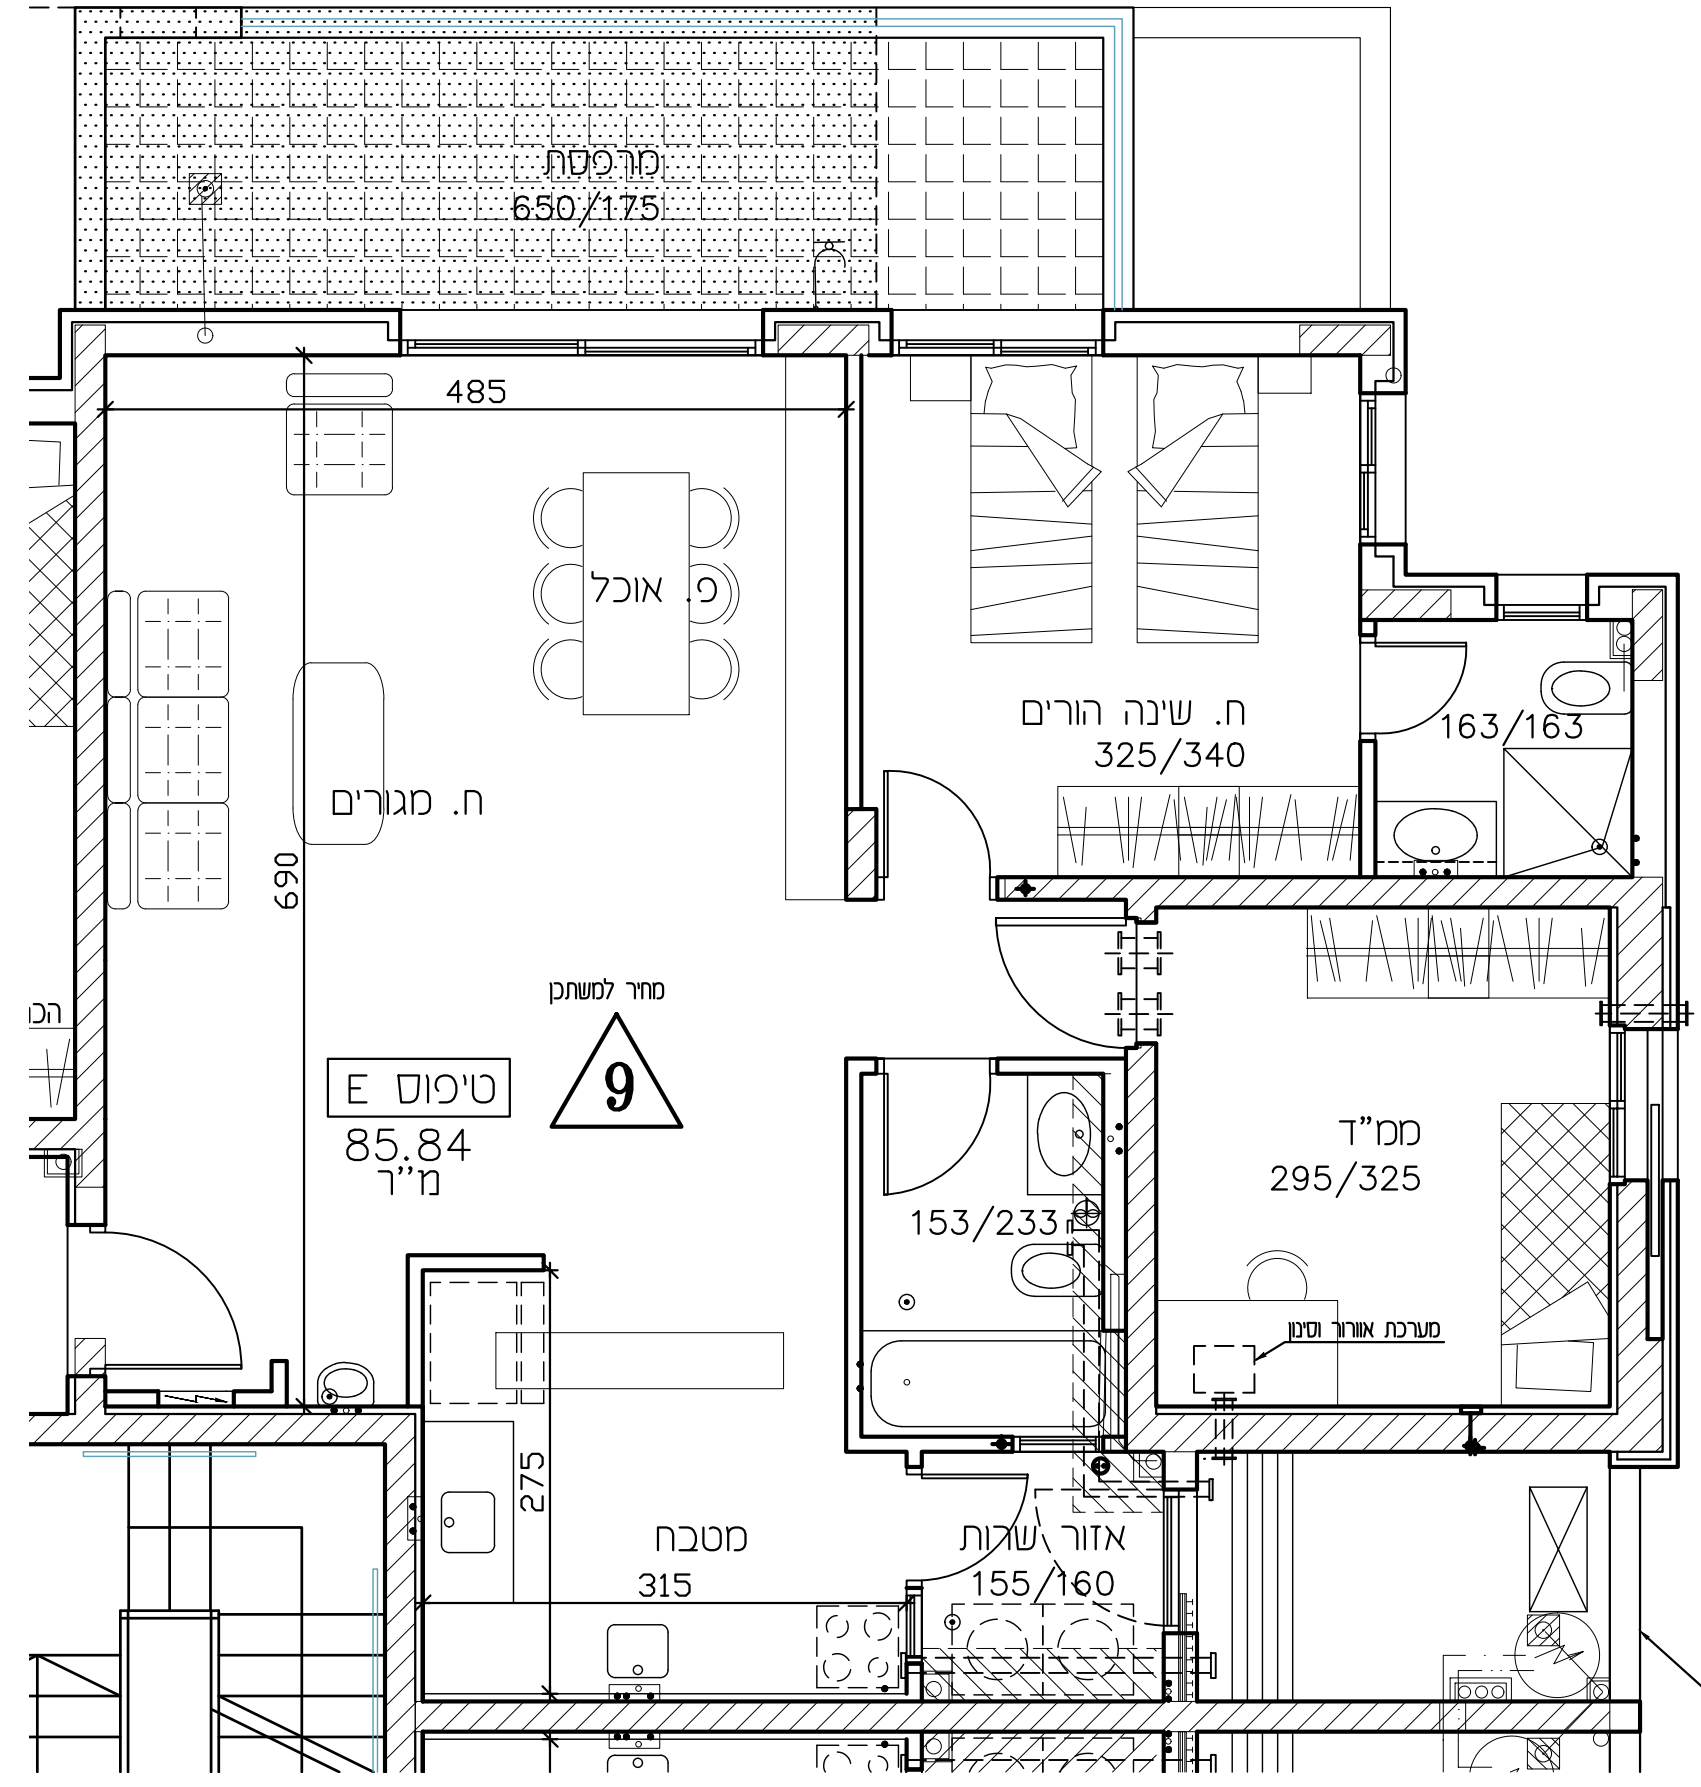 מרפסת
650/175
485
פ. אוכל
ח. שינה הורים
325/340
163/163
ח. מגורים
690
מחיר למשתכן
9
טיפוס E
85.84
מ"ר
ממ"ד
295/325
153/233
מערכת אוורור וסינון
275
מטבח
315
אזור שרות
155/160